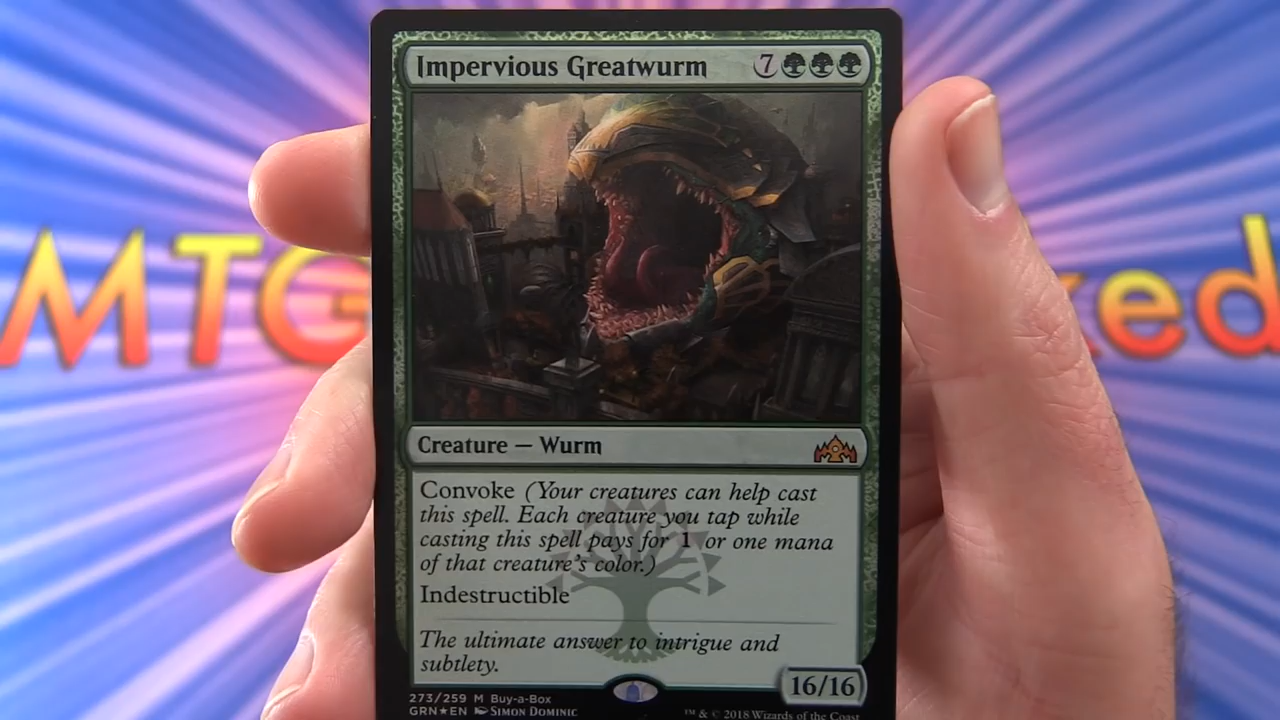 Impervious Greatwurm 7
MTG ked
Creature — Wurm
Convoke (Your creatures can help cast
this spell. Each creature you tap while
casting this spell pays for 1 or one mana
of that creature's color.)
Indestructible
The ultimate answer to intrigue and
subtlety.
16/16
273/259 M Buy-a-Box
GRN★EN Simon Dominic
™ & © 2018 Wizards of the Coast